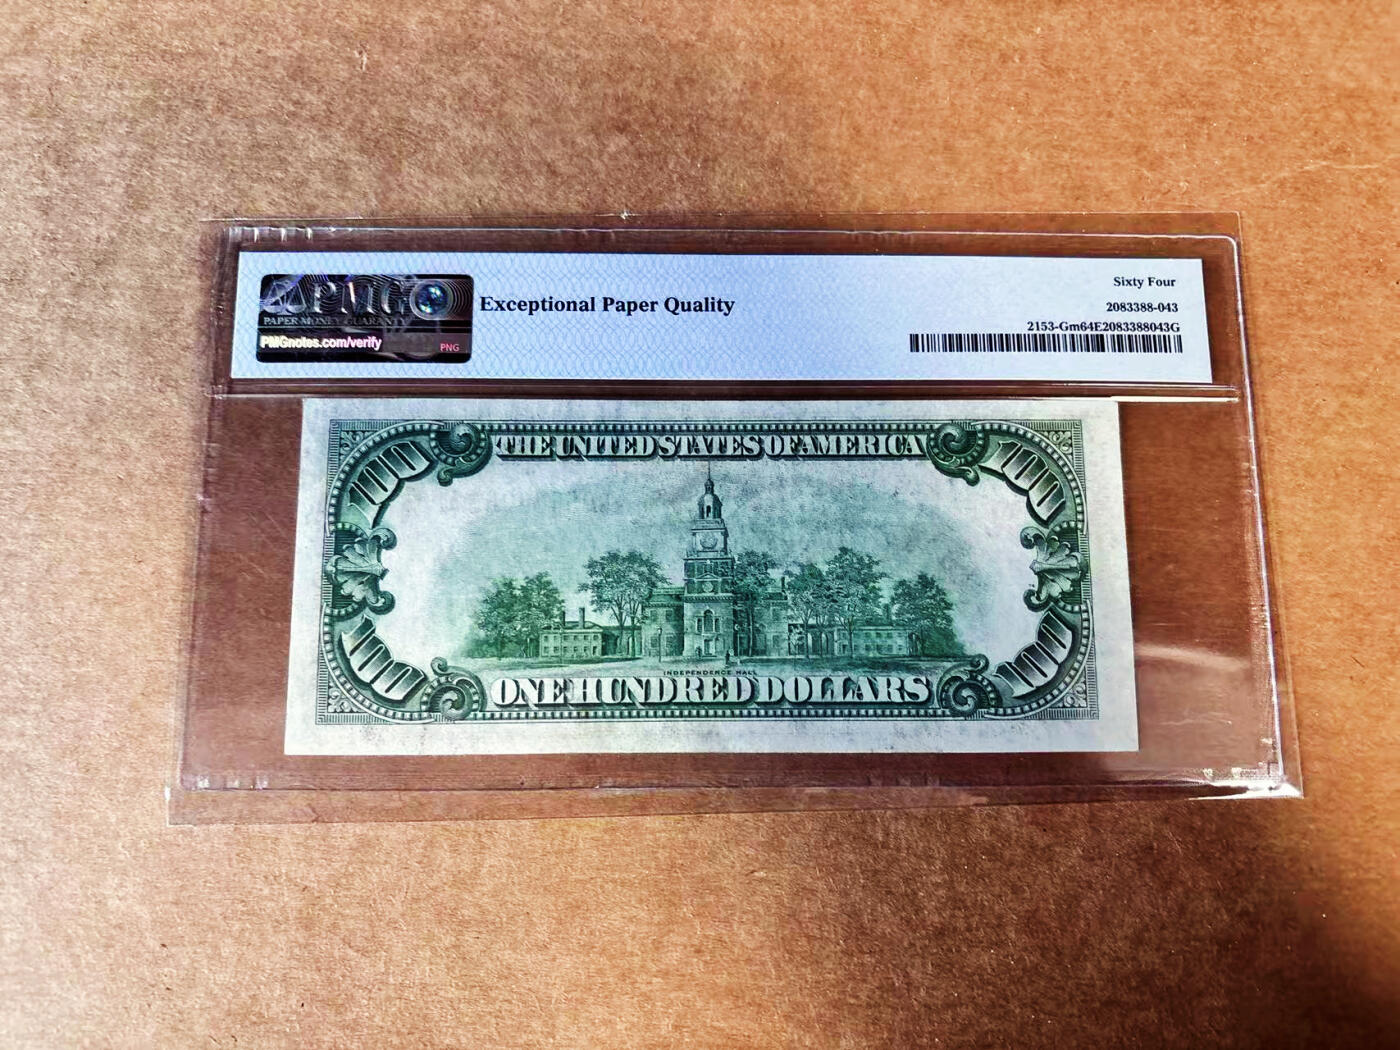 PMG
PAPER MONEY GUARANTY
PMGnotes.com/verify
PNG
Exceptional Paper Quality
Sixty Four
2083388-043
2153-Gm64E2083388043G
THE UNITED STATES OF AMERICA
100
100
100
100
INDEPENDENCE HALL
ONE HUNDRED DOLLARS